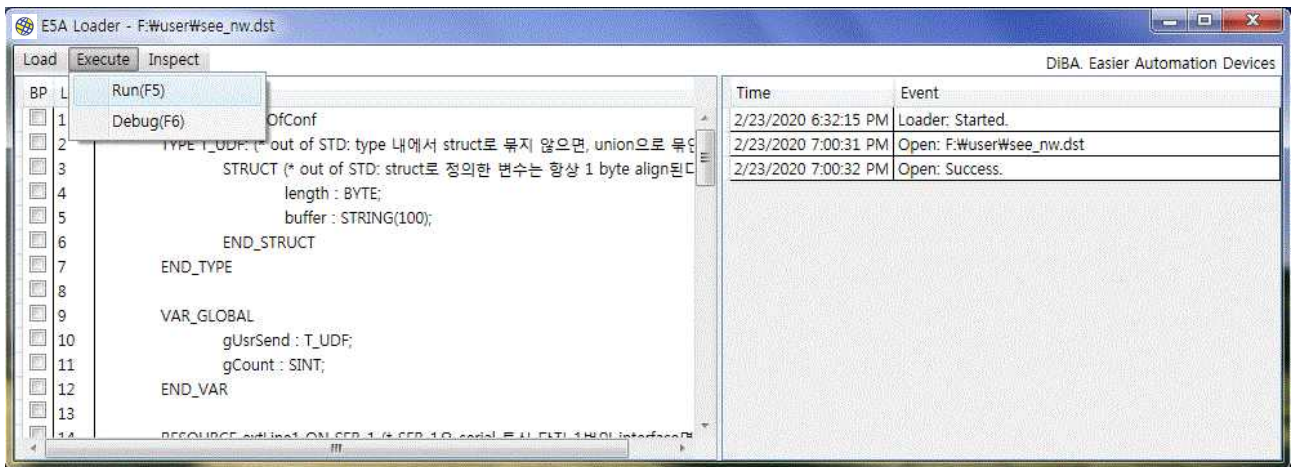 E5A Loader - F:₩user₩see_nw.dst
Load Execute Inspect
DiBA. Easier Automation Devices
Run(F5)
Debug(F6)
BP L
1 OfConf
2 TYPE T_UDF: (* out of STD: type 내에서 struct로 묶지 않으면, union으로
3 STRUCT (* out of STD: struct로 정의한 변수는 항상 1 byte align된다
4 length : BYTE;
5 buffer : STRING(100);
6 END_STRUCT
7 END_TYPE
8
9 VAR_GLOBAL
10 gUsrSend : T_UDF;
11 gCount : SINT;
12 END_VAR
13
14
Time Event
2/23/2020 6:32:15 PM Loader: Started.
2/23/2020 7:00:31 PM Open: F:₩user₩see_nw.dst
2/23/2020 7:00:32 PM Open: Success.